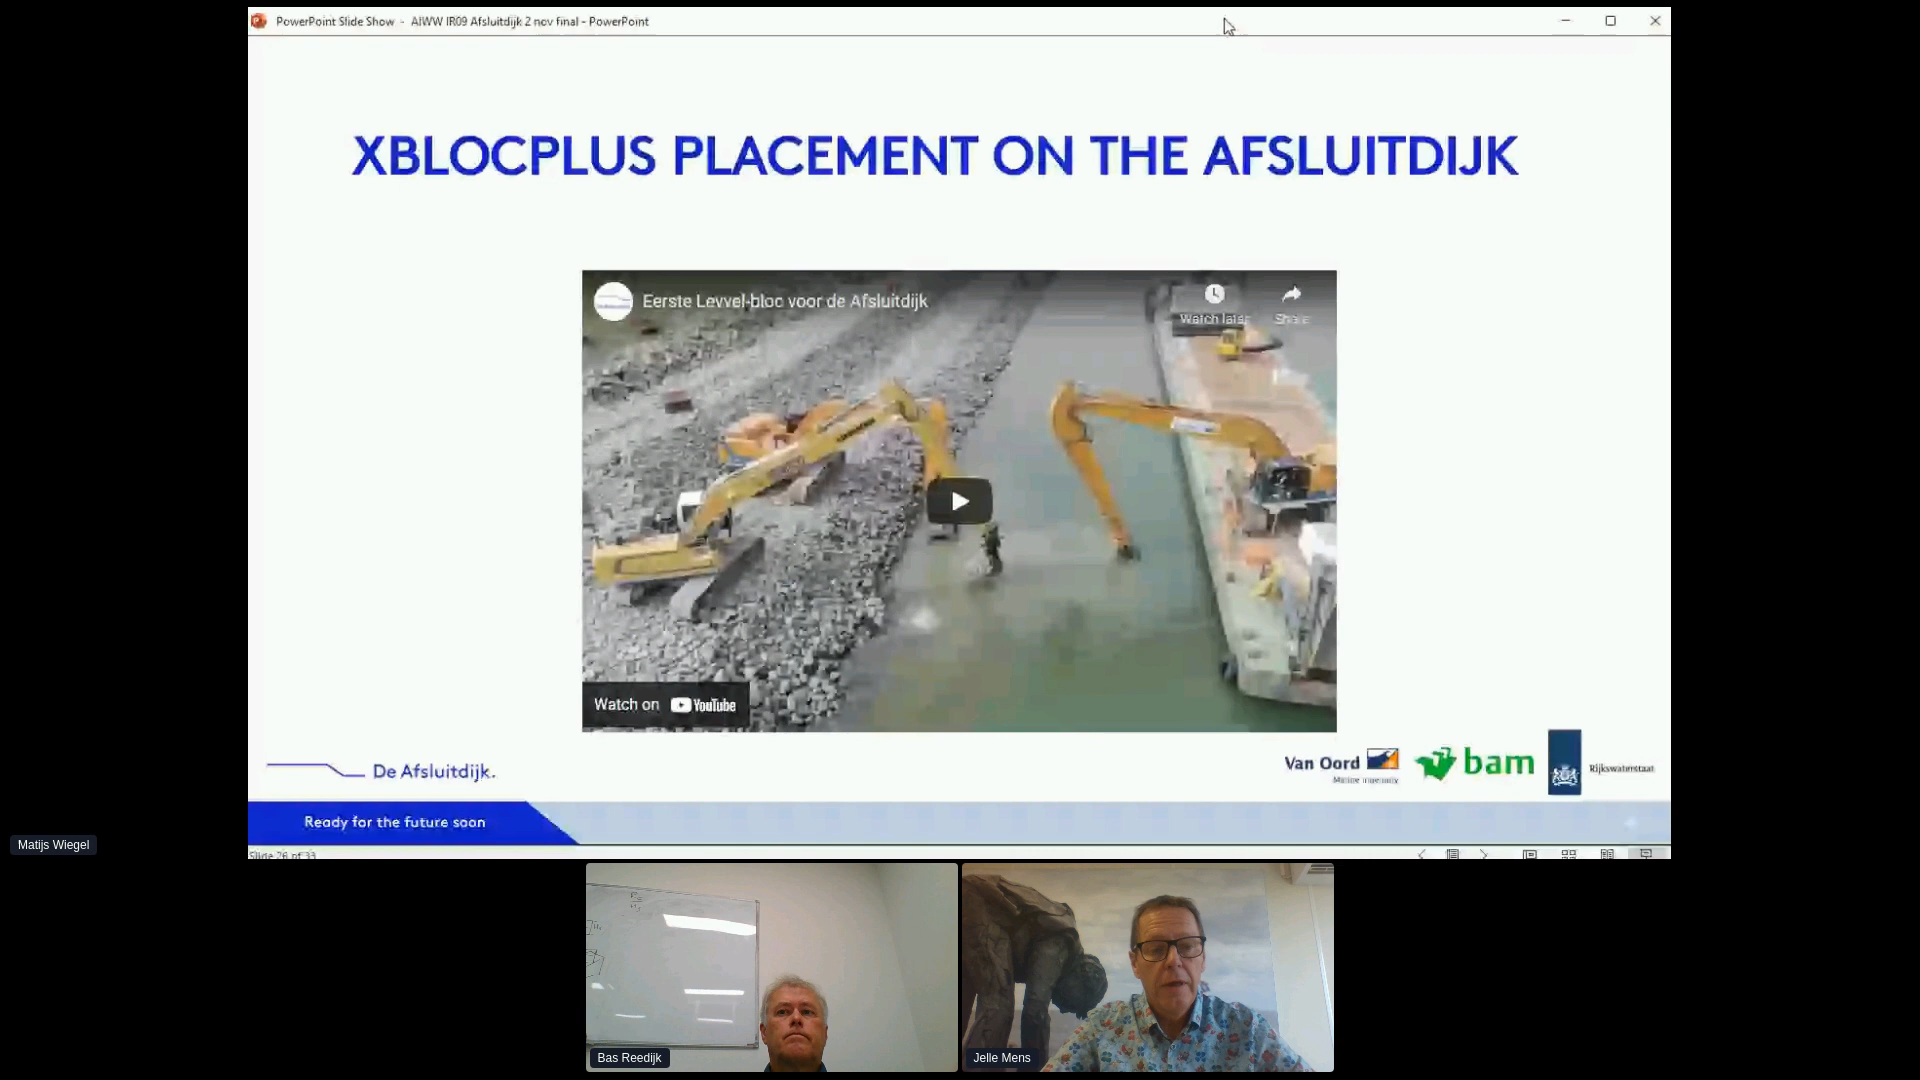 PowerPoint Slide Show - AIWW IR09 Afsluitdijk 2 nov final - PowerPoint
XBLOCPLUS PLACEMENT ON THE AFSLUITDIJK
Eerste Levvel-bloc voor de Afsluitdijk
Watch later
Share
Watch on YouTube
De Afsluitdijk.
Van Oord
Marine ingenuity
bam
Rijkswaterstaat
Ready for the future soon
Slide 26 of 33
Matijs Wiegel
Bas Reedijk
Jelle Mens